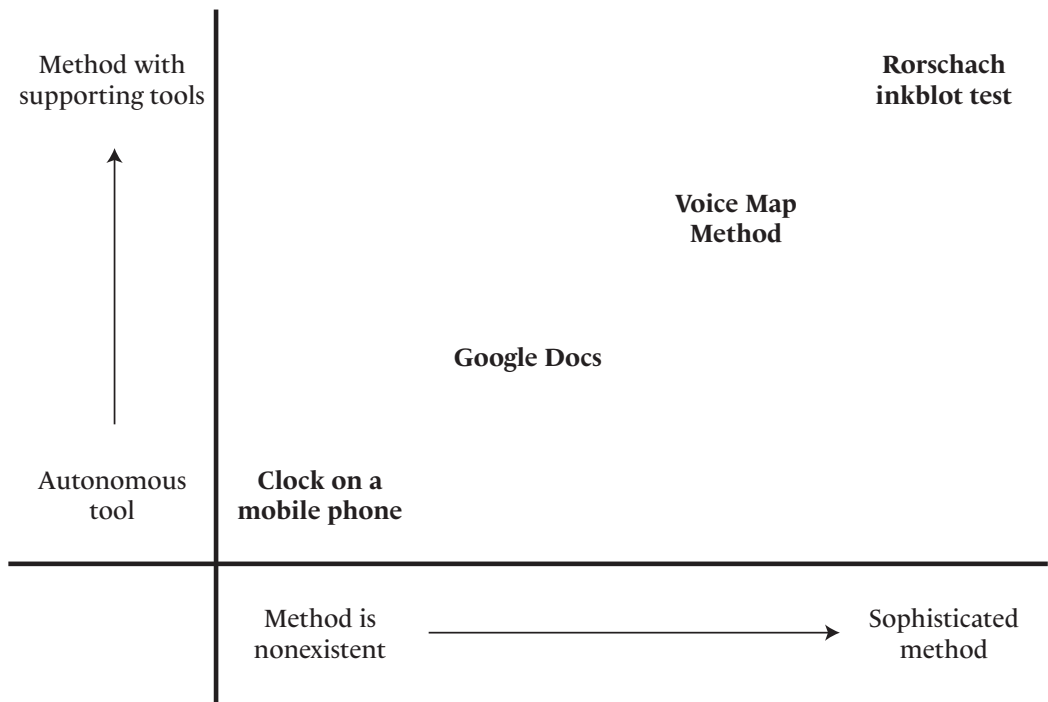 Method with
supporting tools
Rorschach
inkblot test
Voice Map
Method
Google Docs
Autonomous
tool
Clock on a
mobile phone
Method is
nonexistent
Sophisticated
method